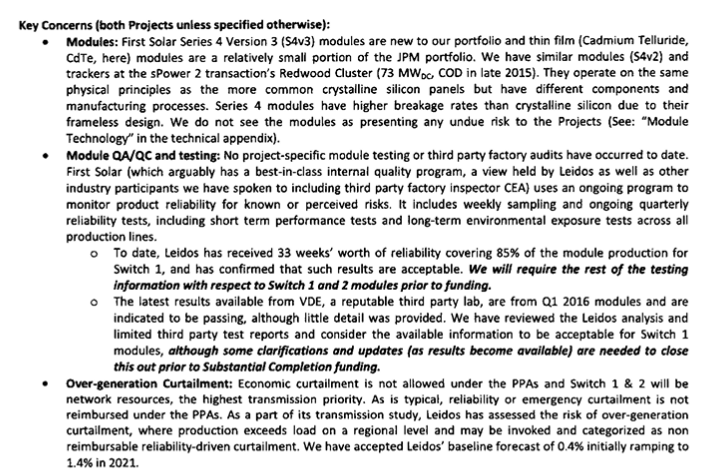 Key Concerns (both Projects unless specified otherwise):
• Modules: First Solar Series 4 Version 3 (S4v3) modules are new to our portfolio and thin film (Cadmium Telluride,
CdTe, here) modules are a relatively small portion of the JPM portfolio. We have similar modules (S4v2) and
trackers at the sPower 2 transaction's Redwood Cluster (73 MWDC, COD in late 2015). They operate on the same
physical principles as the more common crystalline silicon panels but have different components and
manufacturing processes. Series 4 modules have higher breakage rates than crystalline silicon due to their
frameless design. We do not see the modules as presenting any undue risk to the Projects (See: "Module
Technology" in the technical appendix).
• Module QA/QC and testing: No project-specific module testing or third party factory audits have occurred to date.
First Solar (which arguably has a best-in-class internal quality program, a view held by Leidos as well as other
industry participants we have spoken to including third party factory inspector CEA) uses an ongoing program to
monitor product reliability for known or perceived risks. It includes weekly sampling and ongoing quarterly
reliability tests, including short term performance tests and long-term environmental exposure tests across all
production lines.
o To date, Leidos has received 33 weeks' worth of reliability covering 85% of the module production for
Switch 1, and has confirmed that such results are acceptable. We will require the rest of the testing
information with respect to Switch 1 and 2 modules prior to funding.
o The latest results available from VDE, a reputable third party lab, are from Q1 2016 modules and are
indicated to be passing, although little detail was provided. We have reviewed the Leidos analysis and
limited third party test reports and consider the available information to be acceptable for Switch 1
modules, although some clarifications and updates (as results become available) are needed to close
this out prior to Substantial Completion funding.
• Over-generation Curtailment: Economic curtailment is not allowed under the PPAs and Switch 1 & 2 will be
network resources, the highest transmission priority. As is typical, reliability or emergency curtailment is not
reimbursed under the PPAs. As a part of its transmission study, Leidos has assessed the risk of over-generation
curtailment, where production exceeds load on a regional level and may be invoked and categorized as non
reimbursable reliability-driven curtailment. We have accepted Leidos' baseline forecast of 0.4% initially ramping to
1.4% in 2021.